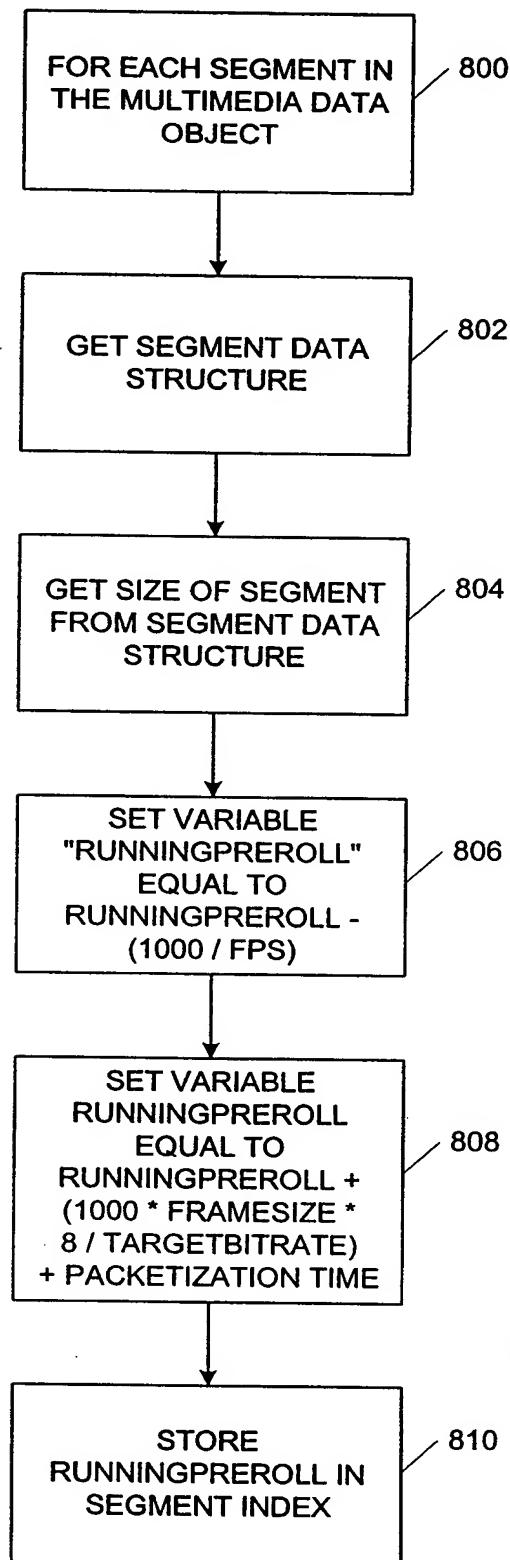 FOR EACH SEGMENT IN
THE MULTIMEDIA DATA
OBJECT
800
GET SEGMENT DATA
STRUCTURE
802
GET SIZE OF SEGMENT
FROM SEGMENT DATA
STRUCTURE
804
SET VARIABLE
"RUNNINGPREROLL"
EQUAL TO
RUNNINGPREROLL -
(1000 / FPS)
806
SET VARIABLE
RUNNINGPREROLL
EQUAL TO
RUNNINGPREROLL +
(1000 * FRAMESIZE *
8 / TARGETBITRATE)
+ PACKETIZATION TIME
808
STORE
RUNNINGPREROLL IN
SEGMENT INDEX
810